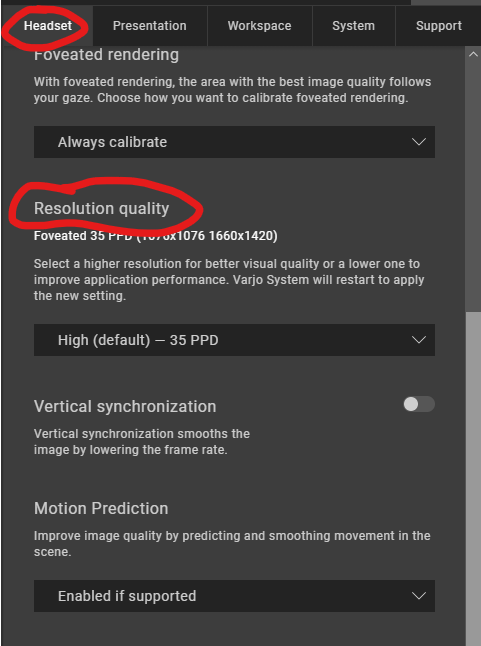 Headset
Presentation
Workspace
System
Support
Foveated rendering
With foveated rendering, the area with the best image quality follows
your gaze. Choose how you want to calibrate foveated rendering.
Always calibrate
Resolution quality
Foveated 35 PPD (1076x1076 1660x1420)
Select a higher resolution for better visual quality or a lower one to
improve application performance. Varjo System will restart to apply
the new setting.
High (default) — 35 PPD
Vertical synchronization
Vertical synchronization smooths the
image by lowering the frame rate.
Motion Prediction
Improve image quality by predicting and smoothing movement in the
scene.
Enabled if supported